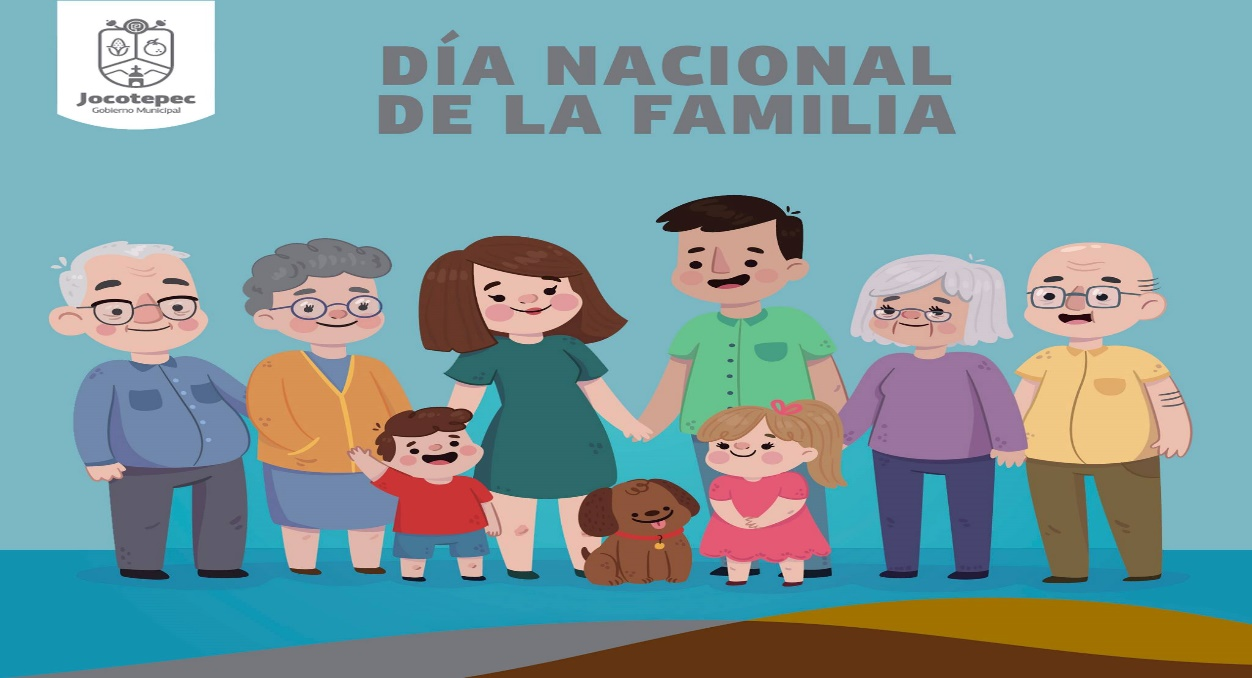 Jocotepec
Gobierno Municipal
DÍA NACIONAL
DE LA FAMILIA